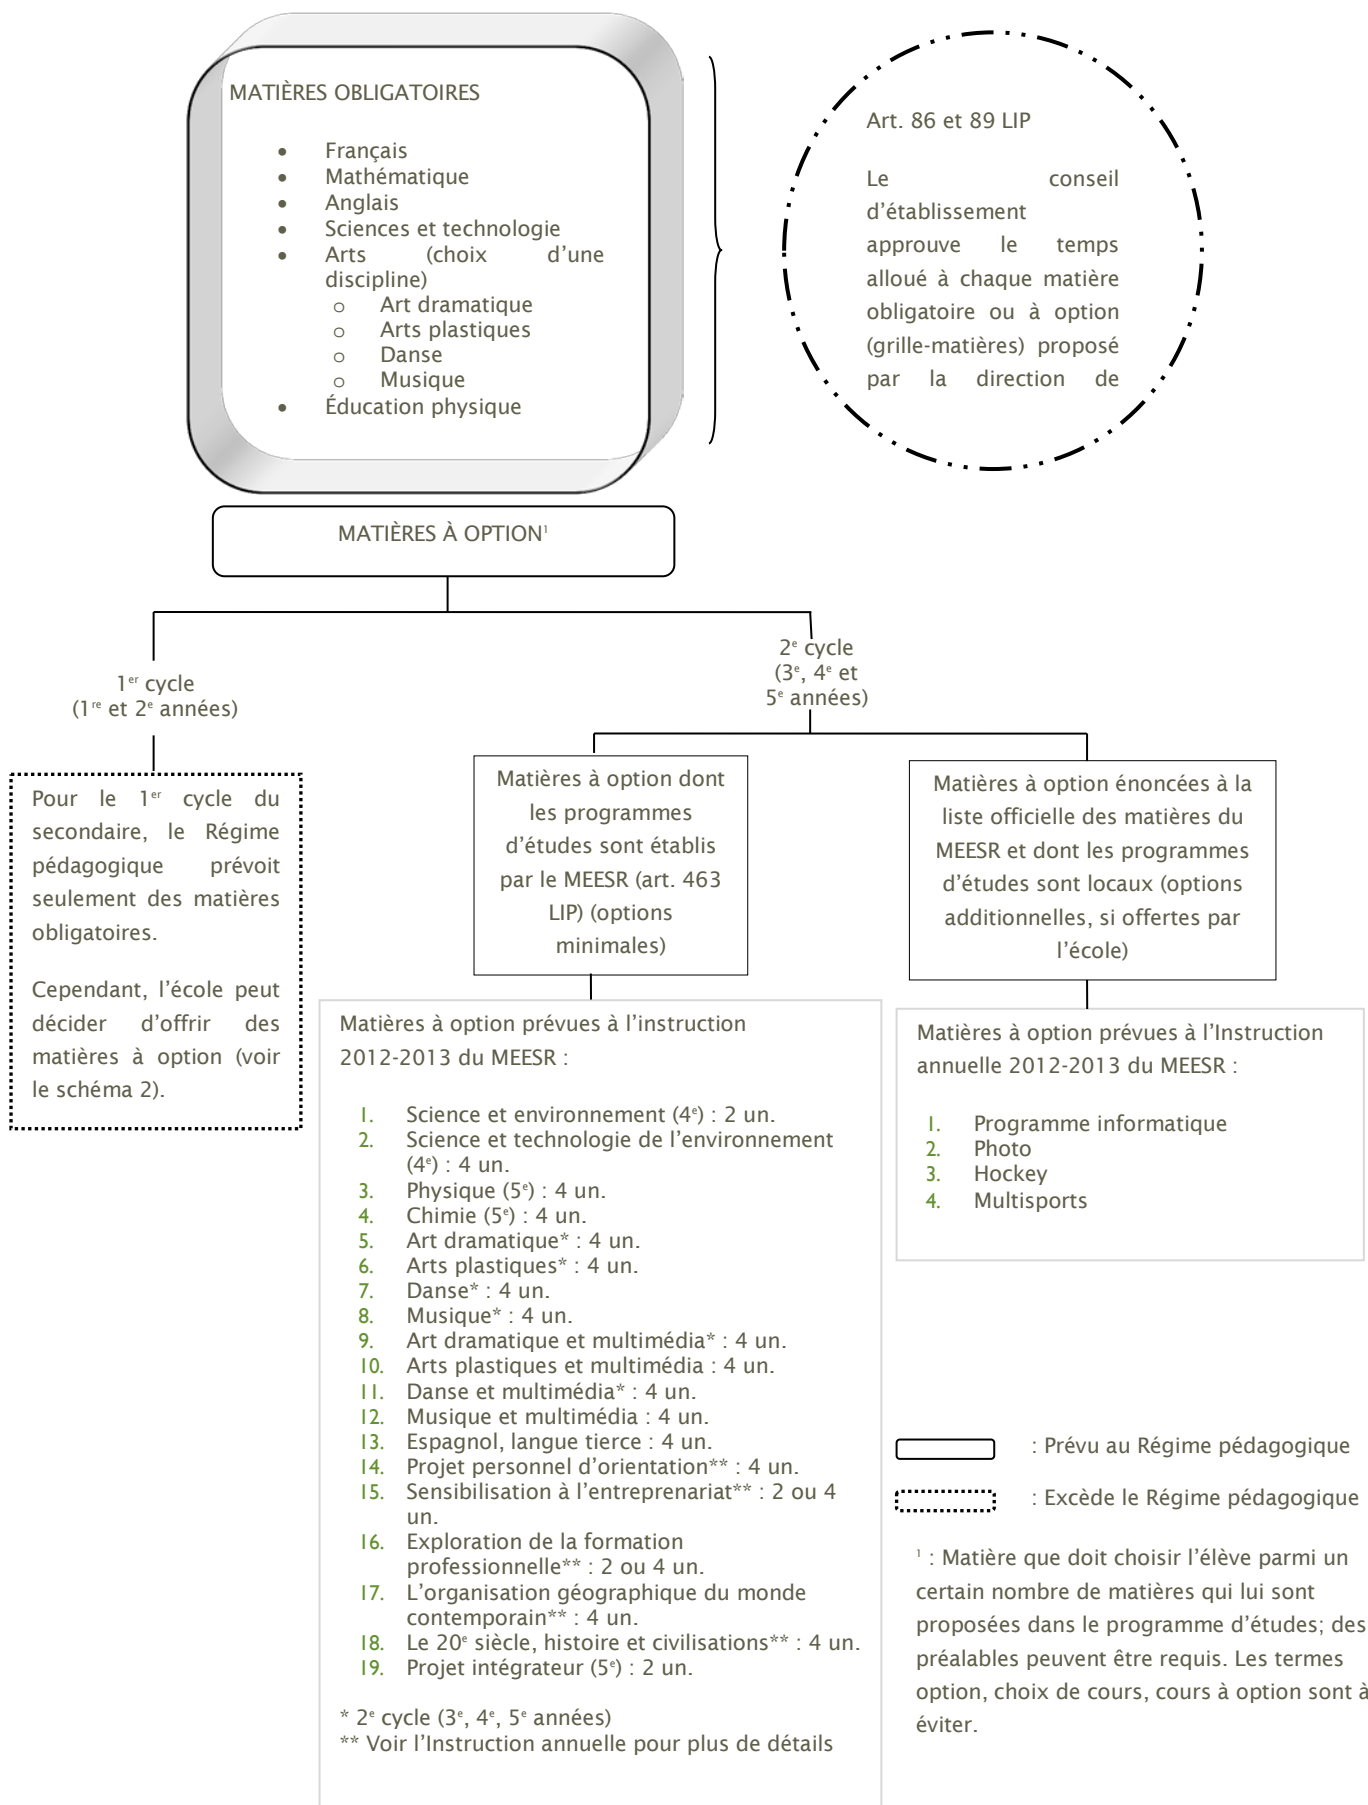 MATIÈRES OBLIGATOIRES
• Français
• Mathématique
• Anglais
• Sciences et technologie
• Arts (choix d’une
discipline)
o Art dramatique
o Arts plastiques
o Danse
o Musique
• Éducation physique
Art. 86 et 89 LIP
Le conseil
d’établissement
approuve le temps
alloué à chaque matière
obligatoire ou à option
(grille-matières) proposé
par la direction de
MATIÈRES À OPTION¹
1er cycle
(1re et 2e années)
2e cycle
(3e, 4e et
5e années)
Pour le 1er cycle du
secondaire, le Régime
pédagogique prévoit
seulement des matières
obligatoires.
Cependant, l’école peut
décider d’offrir des
matières à option (voir
le schéma 2).
Matières à option dont
les programmes
d’études sont établis
par le MEESR (art. 463
LIP) (options
minimales)
Matières à option énoncées à la
liste officielle des matières du
MEESR et dont les programmes
d’études sont locaux (options
additionnelles, si offertes par
l’école)
Matières à option prévues à l’instruction
2012-2013 du MEESR :
1. Science et environnement (4e) : 2 un.
2. Science et technologie de l’environnement
(4e) : 4 un.
3. Physique (5e) : 4 un.
4. Chimie (5e) : 4 un.
5. Art dramatique* : 4 un.
6. Arts plastiques* : 4 un.
7. Danse* : 4 un.
8. Musique* : 4 un.
9. Art dramatique et multimédia* : 4 un.
10. Arts plastiques et multimédia : 4 un.
11. Danse et multimédia* : 4 un.
12. Musique et multimédia : 4 un.
13. Espagnol, langue tierce : 4 un.
14. Projet personnel d’orientation** : 4 un.
15. Sensibilisation à l’entreprenariat** : 2 ou 4
un.
16. Exploration de la formation
professionnelle** : 2 ou 4 un.
17. L’organisation géographique du monde
contemporain** : 4 un.
18. Le 20e siècle, histoire et civilisations** : 4 un.
19. Projet intégrateur (5e) : 2 un.
* 2e cycle (3e, 4e, 5e années)
** Voir l’Instruction annuelle pour plus de détails
Matières à option prévues à l’Instruction
annuelle 2012-2013 du MEESR :
1. Programme informatique
2. Photo
3. Hockey
4. Multisports
: Prévu au Régime pédagogique
: Excède le Régime pédagogique
¹ : Matière que doit choisir l’élève parmi un
certain nombre de matières qui lui sont
proposées dans le programme d’études; des
préalables peuvent être requis. Les termes
option, choix de cours, cours à option sont à
éviter.